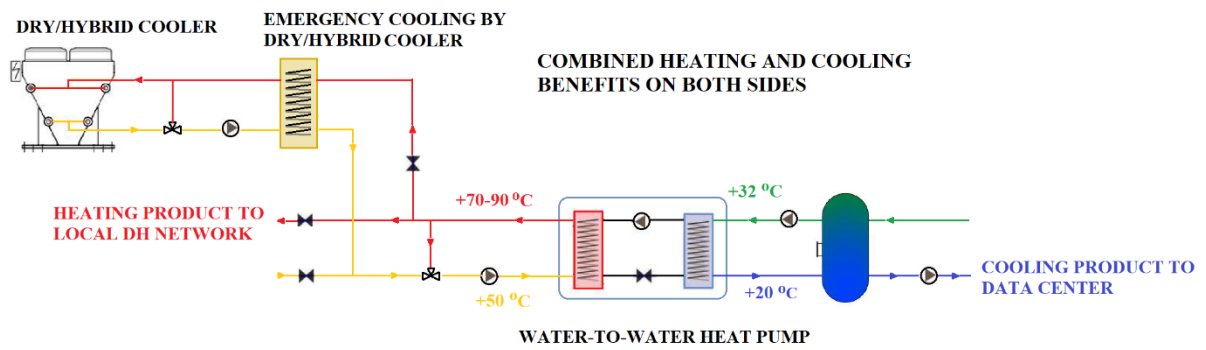 DRY/HYBRID COOLER
EMERGENCY COOLING BY
DRY/HYBRID COOLER
COMBINED HEATING AND COOLING
BENEFITS ON BOTH SIDES
HEATING PRODUCT TO
LOCAL DH NETWORK
+70-90 °C
+32 °C
+50 °C
+20 °C
COOLING PRODUCT TO
DATA CENTER
WATER-TO-WATER HEAT PUMP